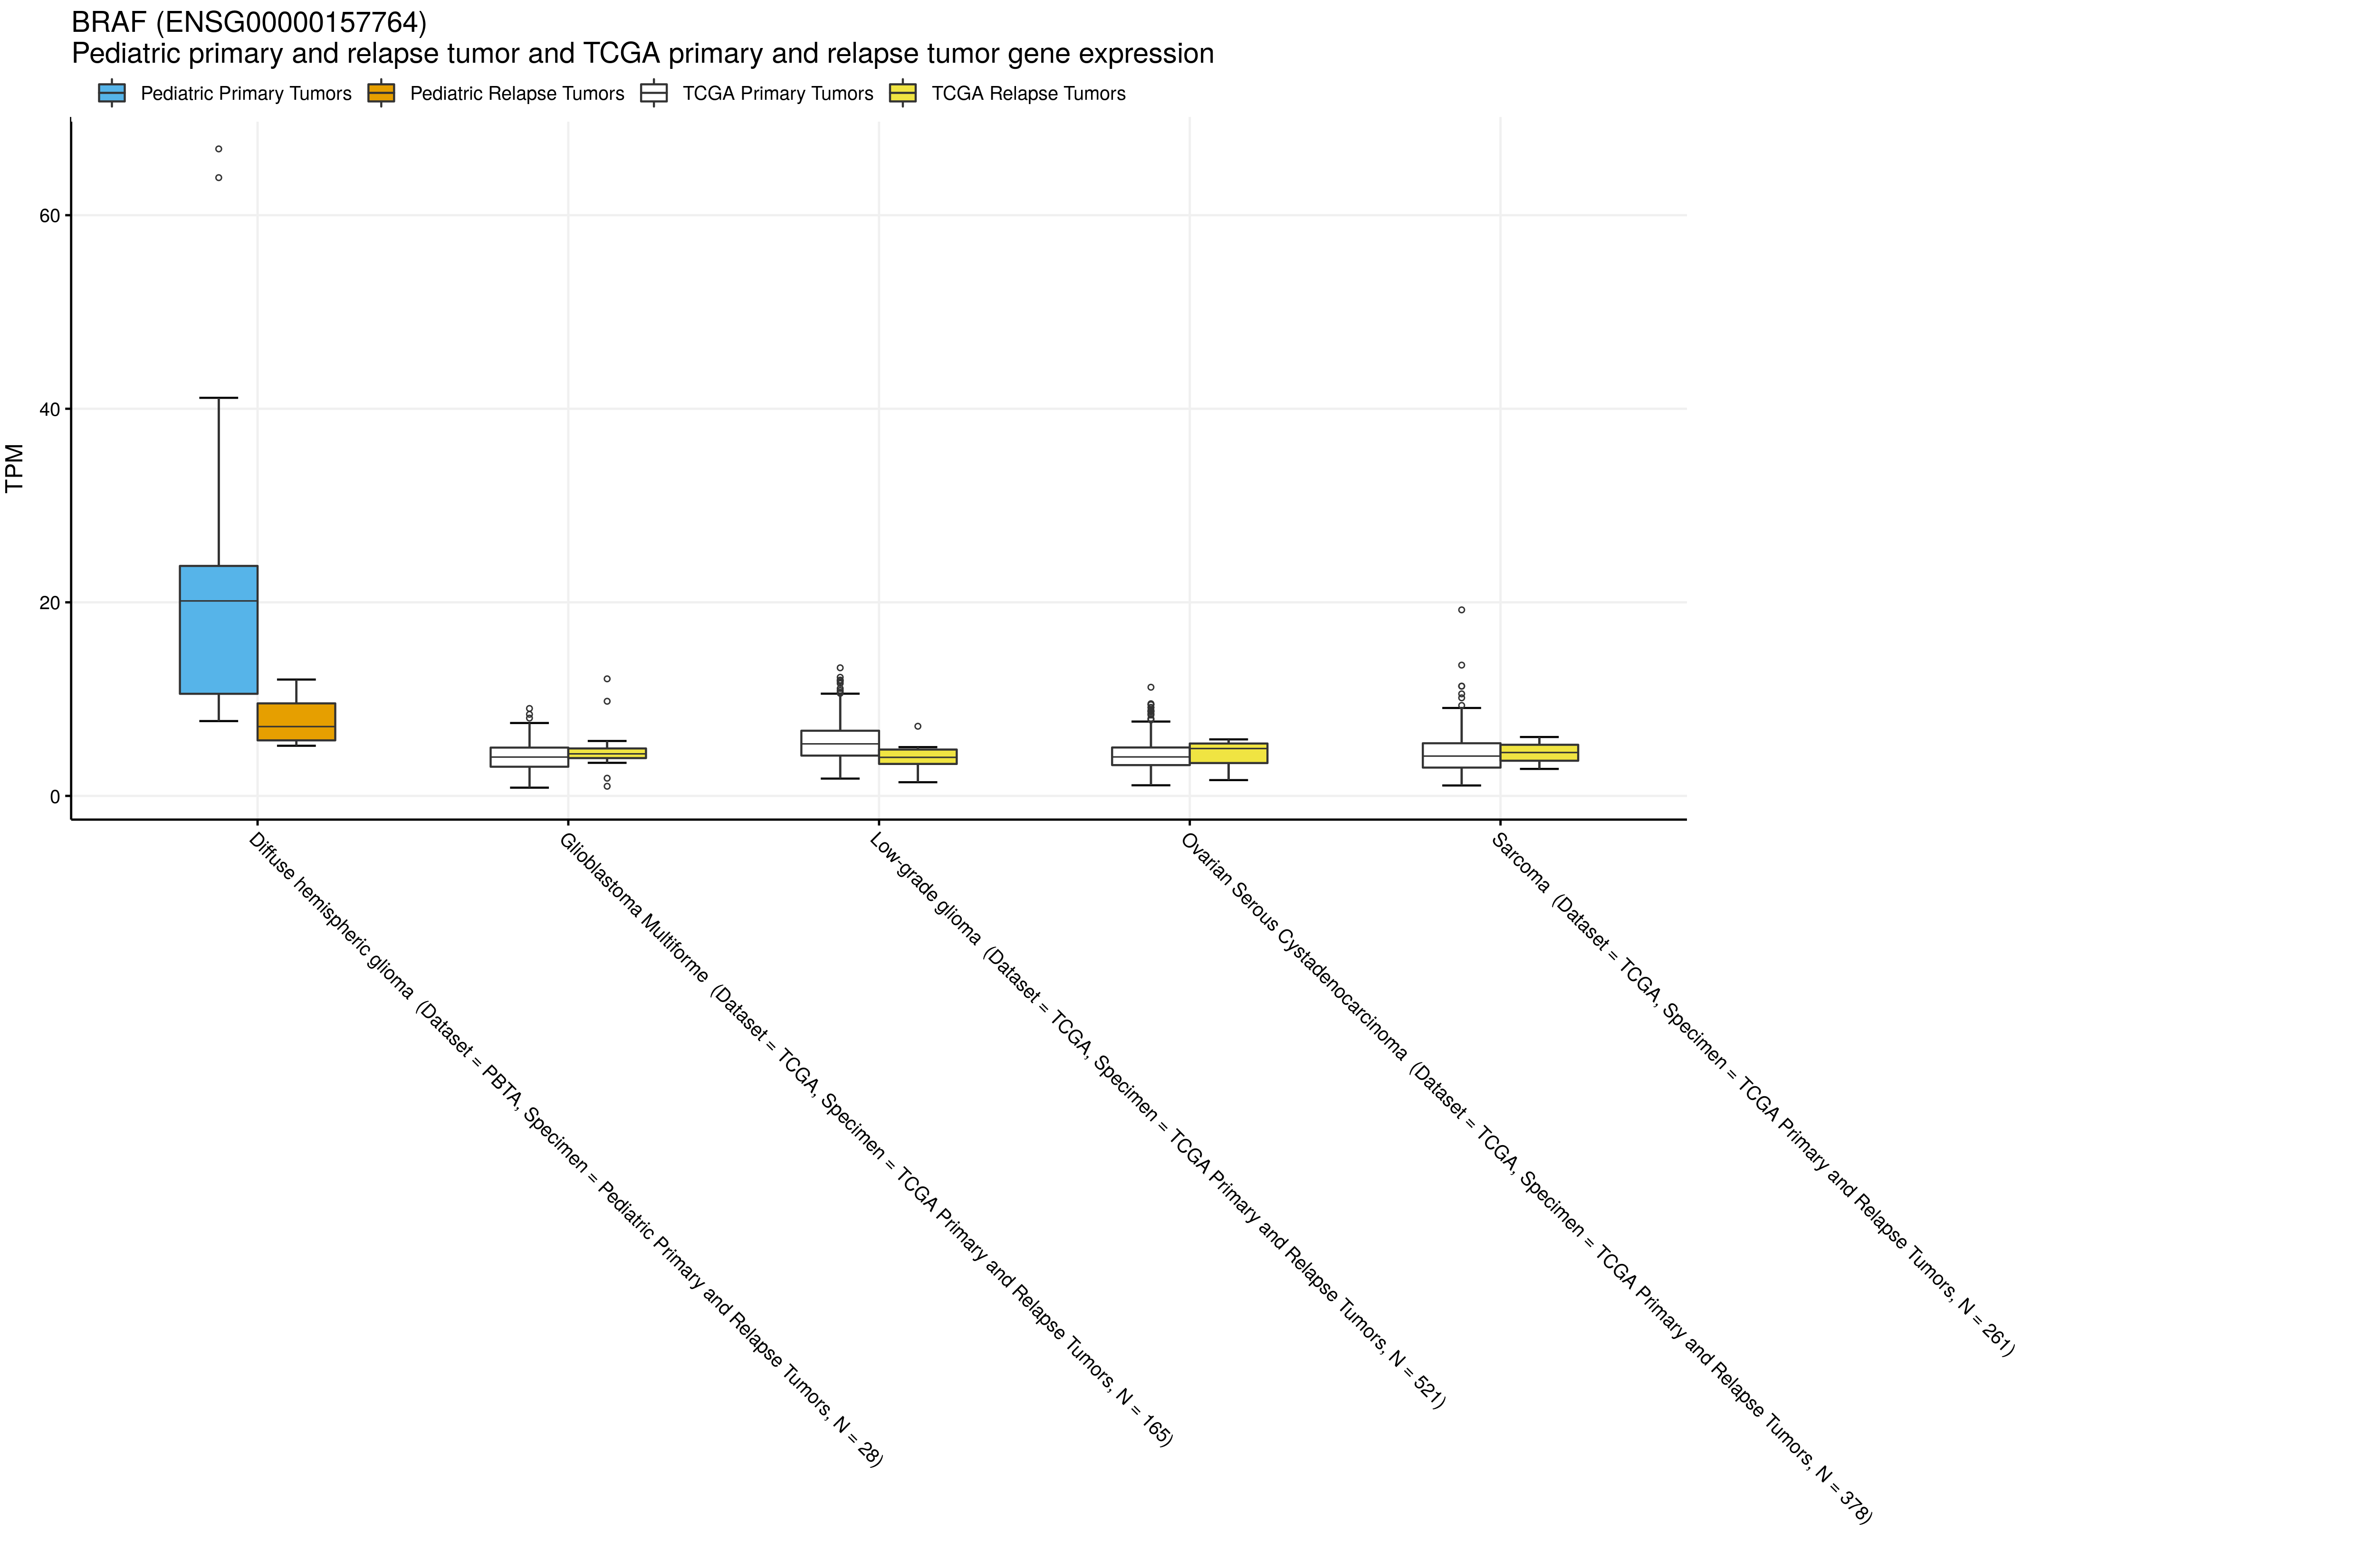 BRAF (ENSG00000157764)
Pediatric primary and relapse tumor and TCGA primary and relapse tumor gene expression
Pediatric Primary Tumors Pediatric Relapse Tumors TCGA Primary Tumors TCGA Relapse Tumors
TPM
60
40
20
0
Diffuse hemispheric glioma (Dataset = PBTA, Specimen = Pediatric Primary and Relapse Tumors, N = 28)
Glioblastoma Multiforme (Dataset = TCGA, Specimen = TCGA Primary and Relapse Tumors, N = 165)
Low-grade glioma (Dataset = TCGA, Specimen = TCGA Primary and Relapse Tumors, N = 521)
Ovarian Serous Cystadenocarcinoma (Dataset = TCGA, Specimen = TCGA Primary and Relapse Tumors, N = 378)
Sarcoma (Dataset = TCGA, Specimen = TCGA Primary and Relapse Tumors, N = 261)